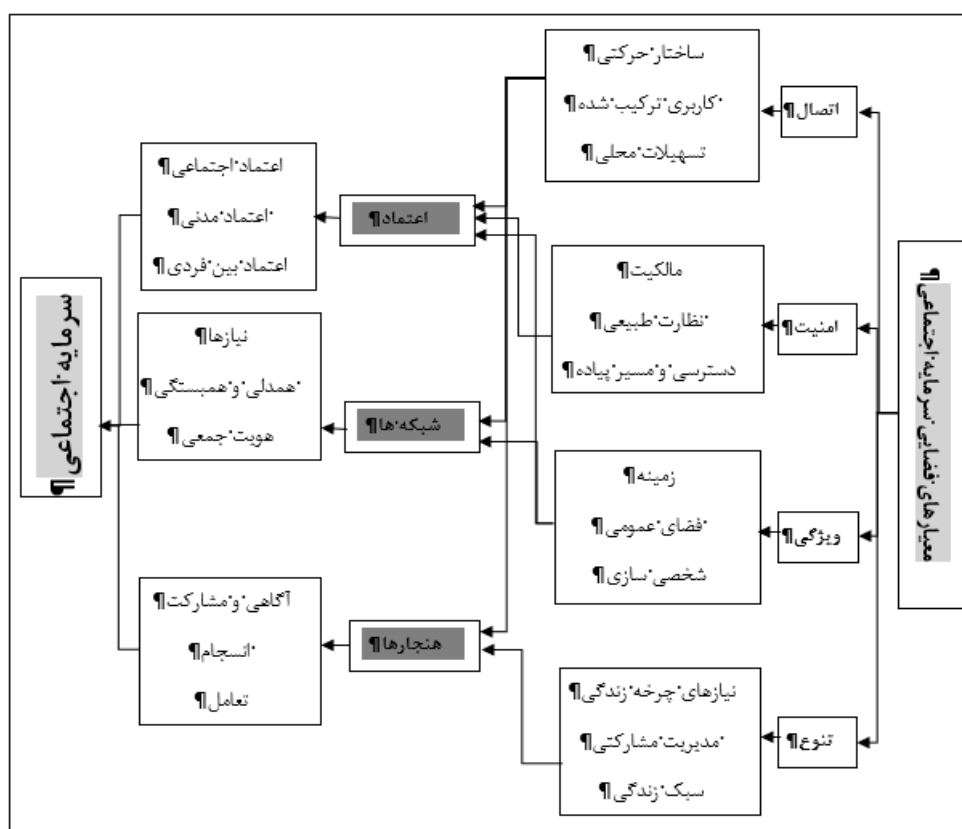 معیارهای فضایی سرمایه اجتماعی¶
اتصال¶
امنیت¶
ویژگی¶
تنوع¶
ساختار حرکتی¶
کاربری ترکیب شده¶
تسهیلات محلی¶
مالکیت¶
نظارت طبیعی¶
دسترسی و مسیر پیاده¶
زمینه¶
فضای عمومی¶
شخصی سازی¶
نیازهای چرخه زندگی¶
مدیریت مشارکتی¶
سبک زندگی¶
اعتماد¶
شبکه ها¶
هنجارها¶
اعتماد اجتماعی¶
اعتماد مدنی¶
اعتماد بین فردی¶
نیازها¶
همدلی و همبستگی¶
هویت جمعی¶
آگاهی و مشارکت¶
انسجام¶
تعامل¶
سرمایه اجتماعی¶